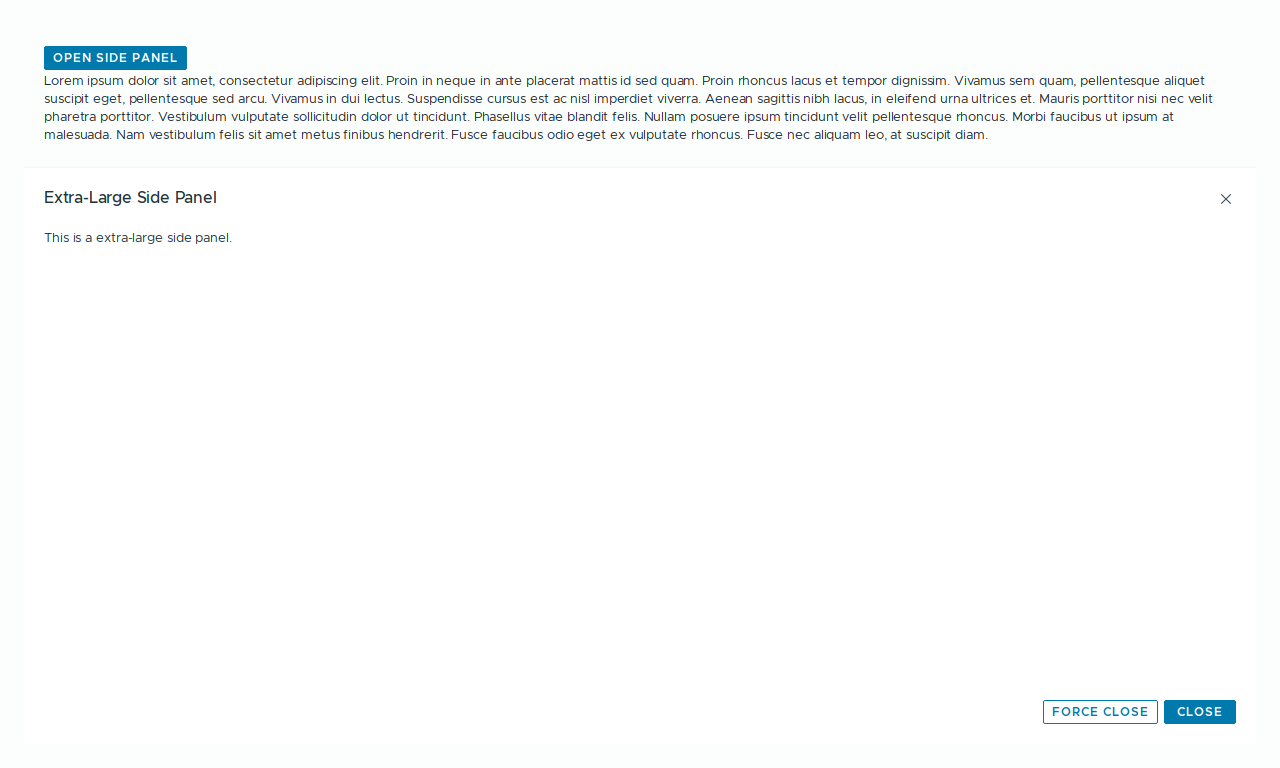 OPEN SIDE PANEL
Lorem ipsum dolor sit amet, consectetur adipiscing elit. Proin in neque in ante placerat mattis id sed quam. Proin rhoncus lacus et tempor dignissim. Vivamus sem quam, pellentesque aliquet
suscipit eget, pellentesque sed arcu. Vivamus in dui lectus. Suspendisse cursus est ac nisl imperdiet viverra. Aenean sagittis nibh lacus, in eleifend urna ultrices et. Mauris porttitor nisi nec velit
pharetra porttitor. Vestibulum vulputate sollicitudin dolor ut tincidunt. Phasellus vitae blandit felis. Nullam posuere ipsum tincidunt velit pellentesque rhoncus. Morbi faucibus ut ipsum at
malesuada. Nam vestibulum felis sit amet metus finibus hendrerit. Fusce faucibus odio eget ex vulputate rhoncus. Fusce nec aliquam leo, at suscipit diam.
Extra-Large Side Panel
This is a extra-large side panel.
FORCE CLOSE
CLOSE